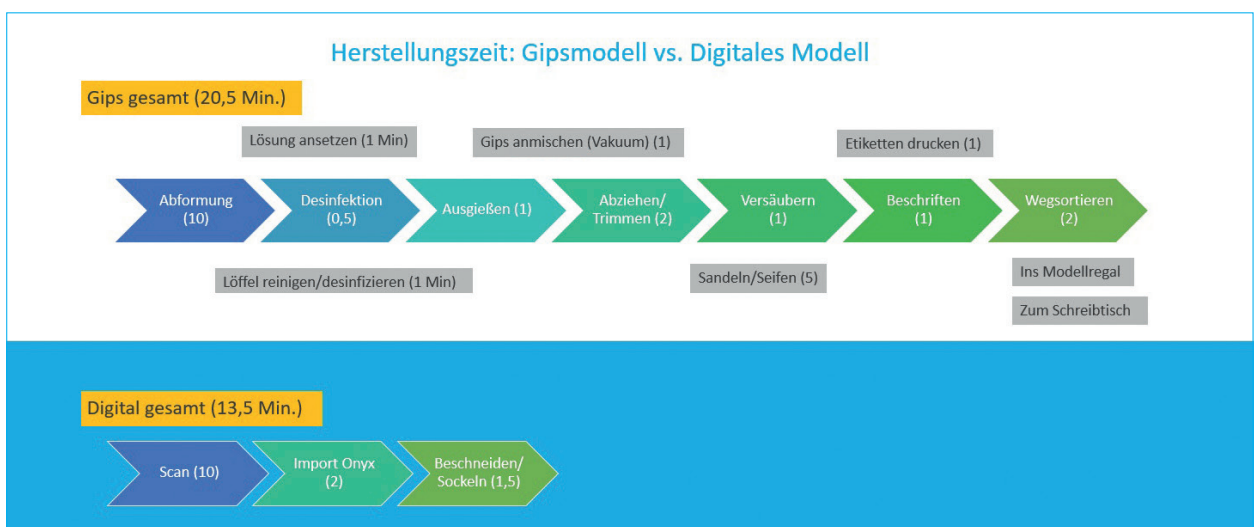 Herstellungszeit: Gipsmodell vs. Digitales Modell
Gips gesamt (20,5 Min.)
Lösung ansetzen (1 Min)
Gips anmischen (Vakuum) (1)
Etiketten drucken (1)
Abformung
(10)
Desinfektion
(0,5)
Ausgießen (1)
Abziehen/
Trimmen (2)
Versäubern
(1)
Beschriften
(1)
Wegsortieren
(2)
Löffel reinigen/desinfizieren (1 Min)
Sandeln/Seifen (5)
Ins Modellregal
Zum Schreibtisch
Digital gesamt (13,5 Min.)
Scan (10)
Import Onyx
(2)
Beschneiden/
Sockeln (1,5)